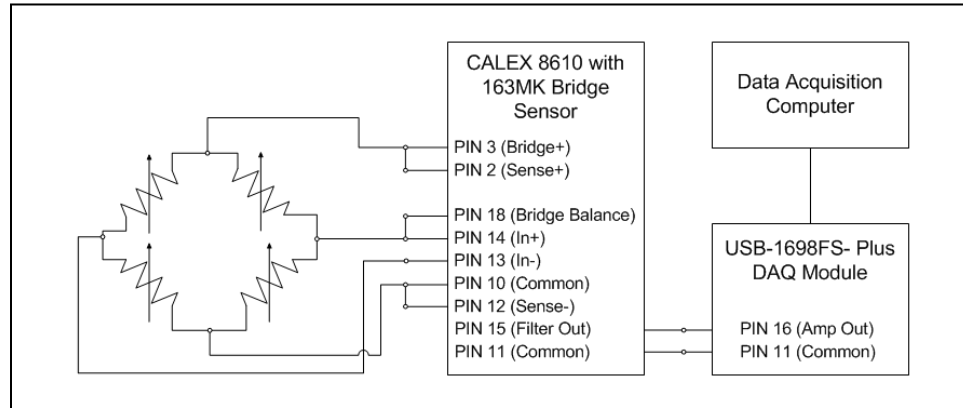 CALEX 8610 with
163MK Bridge
Sensor
PIN 3 (Bridge+)
PIN 2 (Sense+)
PIN 18 (Bridge Balance)
PIN 14 (In+)
PIN 13 (In-)
PIN 10 (Common)
PIN 12 (Sense-)
PIN 15 (Filter Out)
PIN 11 (Common)
Data Acquisition
Computer
USB-1698FS- Plus
DAQ Module
PIN 16 (Amp Out)
PIN 11 (Common)